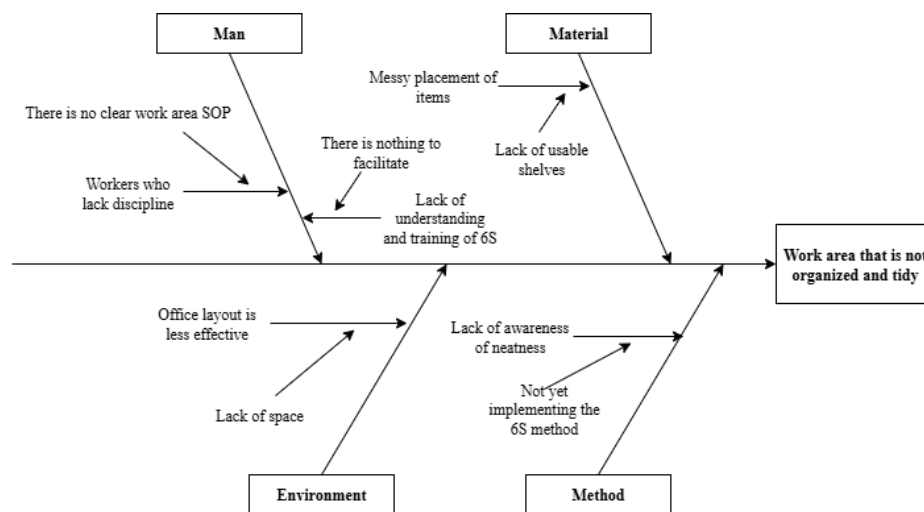 Man
Material
Messy placement of
items
There is no clear work area SOP
There is nothing to
facilitate
Lack of usable
shelves
Workers who
lack discipline
Lack of
understanding
and training of 6S
Work area that is not
organized and tidy
Office layout is
less effective
Lack of awareness
of neatness
Lack of space
Not yet
implementing the
6S method
Environment
Method